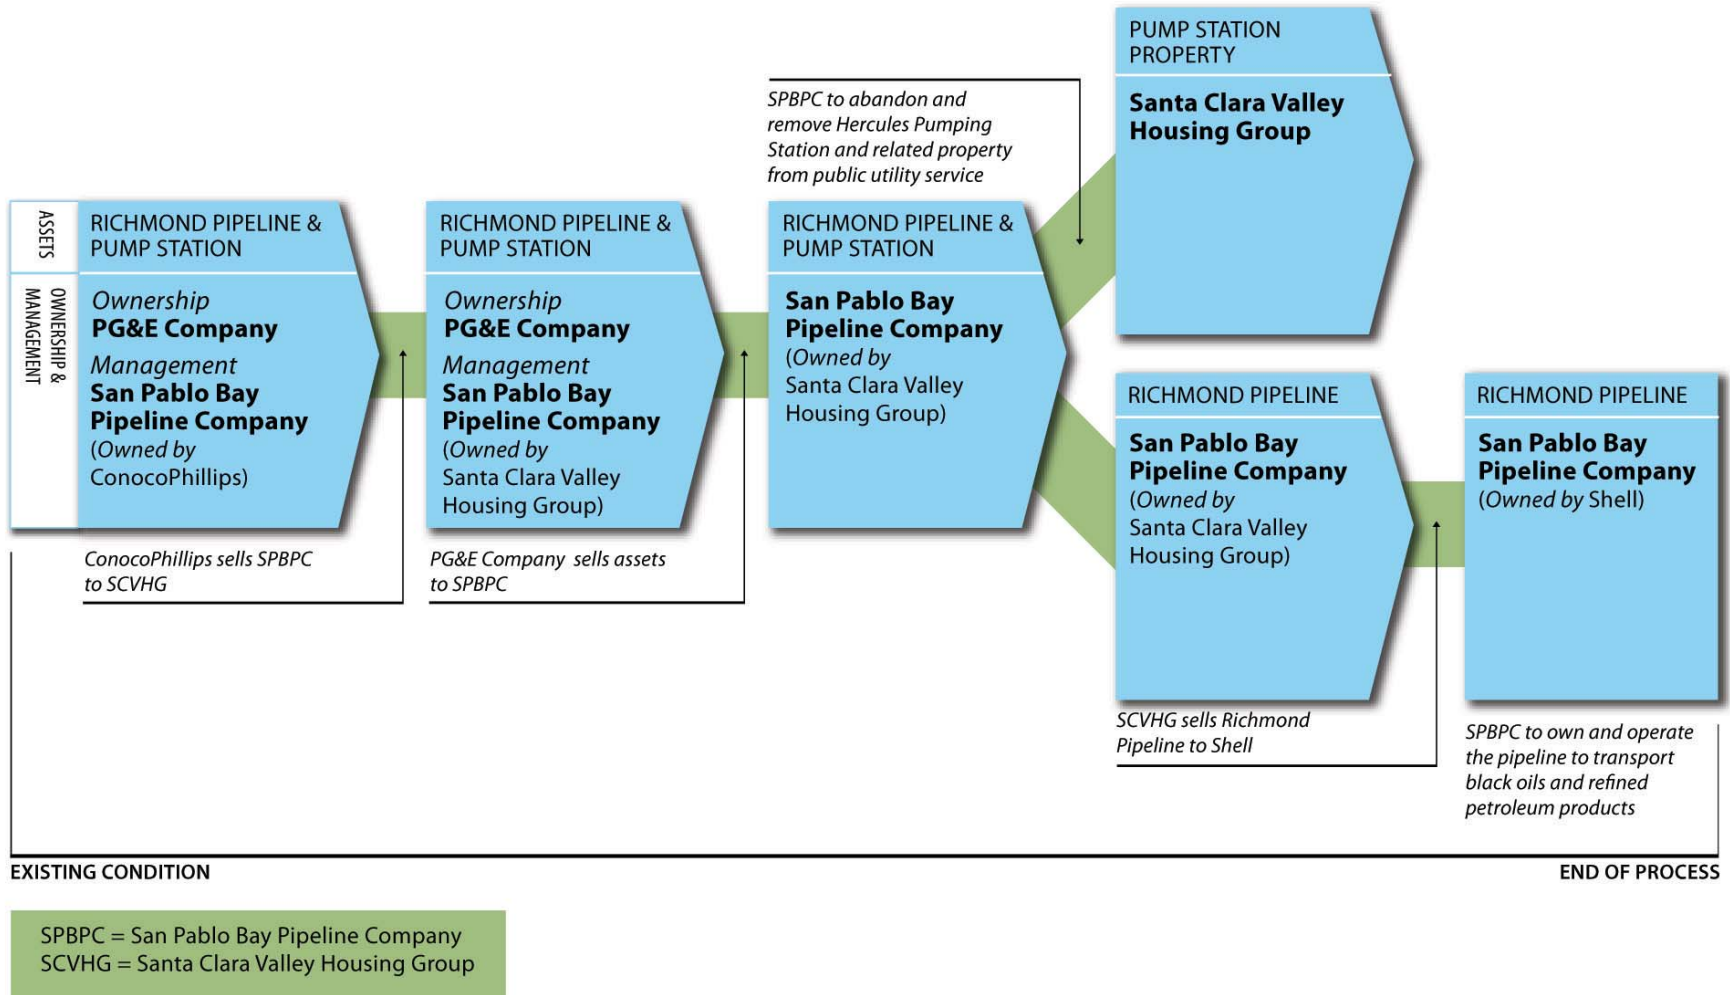 ASSETS
OWNERSHIP &
MANAGEMENT
RICHMOND PIPELINE &
PUMP STATION
Ownership
PG&E Company
Management
San Pablo Bay
Pipeline Company
(Owned by
ConocoPhillips)
ConocoPhillips sells SPBPC
to SCVHG
RICHMOND PIPELINE &
PUMP STATION
Ownership
PG&E Company
Management
San Pablo Bay
Pipeline Company
(Owned by
Santa Clara Valley
Housing Group)
PG&E Company sells assets
to SPBPC
RICHMOND PIPELINE &
PUMP STATION
San Pablo Bay
Pipeline Company
(Owned by
Santa Clara Valley
Housing Group)
SPBPC to abandon and
remove Hercules Pumping
Station and related property
from public utility service
PUMP STATION
PROPERTY
Santa Clara Valley
Housing Group
RICHMOND PIPELINE
San Pablo Bay
Pipeline Company
(Owned by
Santa Clara Valley
Housing Group)
SCVHG sells Richmond
Pipeline to Shell
RICHMOND PIPELINE
San Pablo Bay
Pipeline Company
(Owned by Shell)
SPBPC to own and operate
the pipeline to transport
black oils and refined
petroleum products
EXISTING CONDITION
END OF PROCESS
SPBPC = San Pablo Bay Pipeline Company
SCVHG = Santa Clara Valley Housing Group